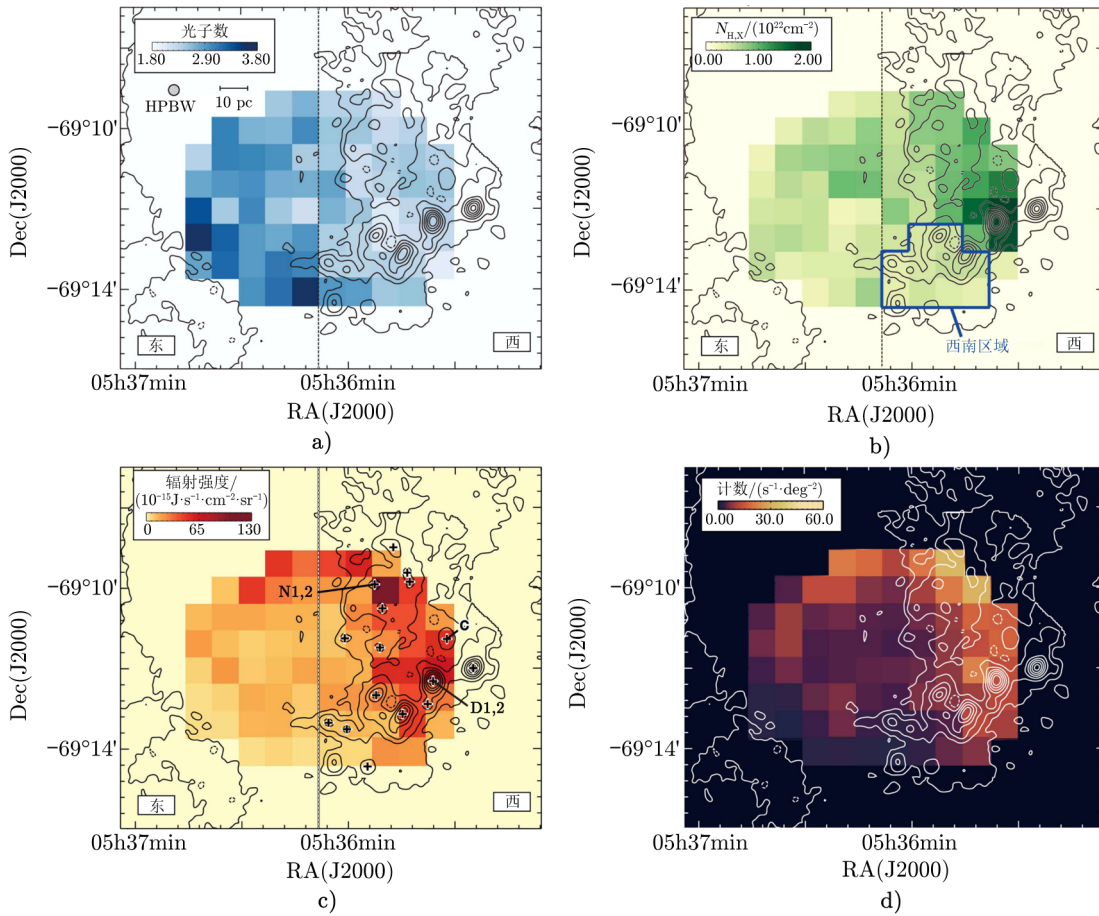 光子数
1.80 2.90 3.80
HPBW
10 pc
−69°10′
−69°14′
Dec(J2000)
东
西
05h37min 05h36min
RA(J2000)
a)
N_H,X/(10²²cm⁻²)
0.00 1.00 2.00
−69°10′
−69°14′
Dec(J2000)
西南区域
西
05h37min 05h36min
RA(J2000)
b)
辐射强度/
(10⁻¹⁵J·s⁻¹·cm⁻²·sr⁻¹)
0 65 130
−69°10′
N1,2
C
D1,2
−69°14′
Dec(J2000)
东
西
05h37min 05h36min
RA(J2000)
c)
计数/(s⁻¹·deg⁻²)
0.00 30.0 60.0
−69°10′
−69°14′
Dec(J2000)
05h37min 05h36min
RA(J2000)
d)